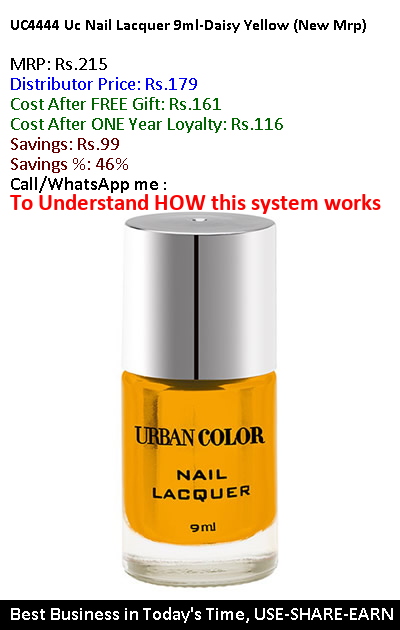 UC4444 Uc Nail Lacquer 9ml-Daisy Yellow (New Mrp)
MRP: Rs.215
Distributor Price: Rs.179
Cost After FREE Gift: Rs.161
Cost After ONE Year Loyalty: Rs.116
Savings: Rs.99
Savings %: 46%
Call/WhatsApp me :
To Understand HOW this system works
URBAN COLOR
NAIL
LACQUER
9ml
Best Business in Today's Time, USE-SHARE-EARN